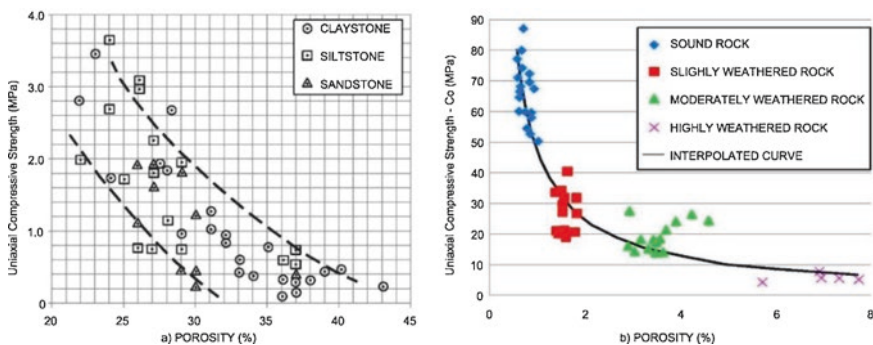 4.0
3.0
2.0
1.0
0
20
25
30
35
40
45
Uniaxial Compressive Strength (MPa)
CLAYSTONE
SILTSTONE
SANDSTONE
a) POROSITY (%)
90
80
70
60
50
40
30
20
10
0
0
2
4
6
8
Uniaxial Compressive Strength - Co (MPa)
SOUND ROCK
SLIGHLY WEATHERED ROCK
MODERATELY WEATHERED ROCK
HIGHLY WEATHERED ROCK
INTERPOLATED CURVE
b) POROSITY (%)